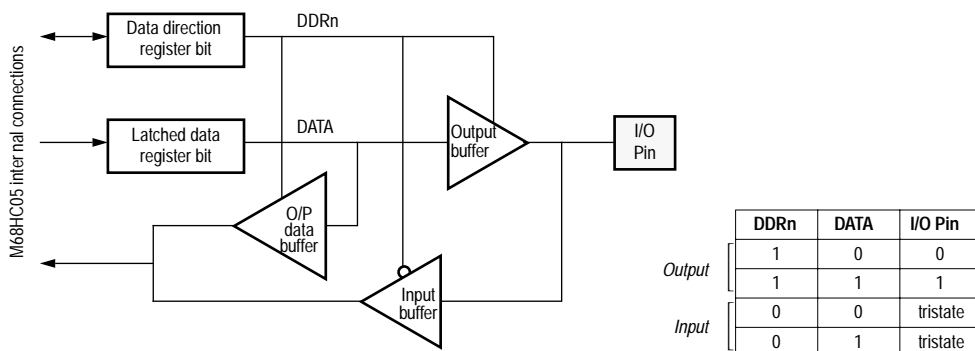 M68HC05 internal connections
Data direction
register bit
DDRn
Latched data
register bit
DATA
Output
buffer
I/O
Pin
O/P
data
buffer
Input
buffer
DDRn DATA I/O Pin
Output
1 0 0
1 1 1
Input
0 0 tristate
0 1 tristate